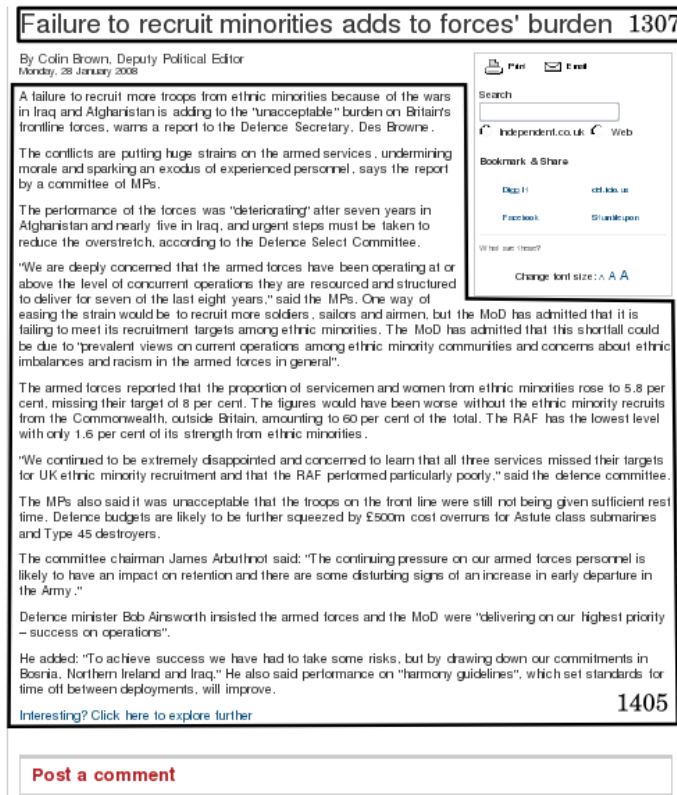 Failure to recruit minorities adds to forces' burden 1307
By Colin Brown, Deputy Political Editor
Monday, 28 January 2008
Print Email
Search
Independent.co.uk Web
Bookmark & Share
Digg It del.icio.us
Facebook Stumbleupon
What are these?
Change font size: A A A
A failure to recruit more troops from ethnic minorities because of the wars
in Iraq and Afghanistan is adding to the "unacceptable" burden on Britain's
frontline forces, warns a report to the Defence Secretary, Des Browne.
The conflicts are putting huge strains on the armed services, undermining
morale and sparking an exodus of experienced personnel, says the report
by a committee of MPs.
The performance of the forces was "deteriorating" after seven years in
Afghanistan and nearly five in Iraq, and urgent steps must be taken to
reduce the overstretch, according to the Defence Select Committee.
"We are deeply concerned that the armed forces have been operating at or
above the level of concurrent operations they are resourced and structured
to deliver for seven of the last eight years," said the MPs. One way of
easing the strain would be to recruit more soldiers, sailors and airmen, but the MoD has admitted that it is
failing to meet its recruitment targets among ethnic minorities. The MoD has admitted that this shortfall could
be due to "prevalent views on current operations among ethnic minority communities and concerns about ethnic
imbalances and racism in the armed forces in general".
The armed forces reported that the proportion of servicemen and women from ethnic minorities rose to 5.8 per
cent, missing their target of 8 per cent. The figures would have been worse without the ethnic minority recruits
from the Commonwealth, outside Britain, amounting to 60 per cent of the total. The RAF has the lowest level
with only 1.6 per cent of its strength from ethnic minorities.
"We continued to be extremely disappointed and concerned to learn that all three services missed their targets
for UK ethnic minority recruitment and that the RAF performed particularly poorly," said the defence committee.
The MPs also said it was unacceptable that the troops on the front line were still not being given sufficient rest
time. Defence budgets are likely to be further squeezed by £500m cost overruns for Astute class submarines
and Type 45 destroyers.
The committee chairman James Arbuthnot said: "The continuing pressure on our armed forces personnel is
likely to have an impact on retention and there are some disturbing signs of an increase in early departure in
the Army."
Defence minister Bob Ainsworth insisted the armed forces and the MoD were "delivering on our highest priority
– success on operations".
He added: "To achieve success we have had to take some risks, but by drawing down our commitments in
Bosnia, Northern Ireland and Iraq." He also said performance on "harmony guidelines", which set standards for
time off between deployments, will improve.
1405
Interesting? Click here to explore further
Post a comment